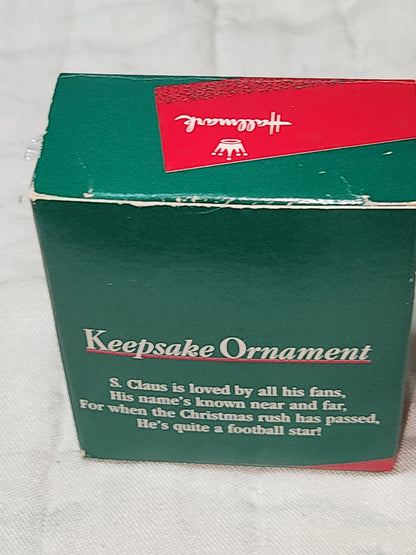 Hallmark
Keepsake Ornament
S. Claus is loved by all his fans,
His name's known near and far,
For when the Christmas rush has passed,
He's quite a football star!